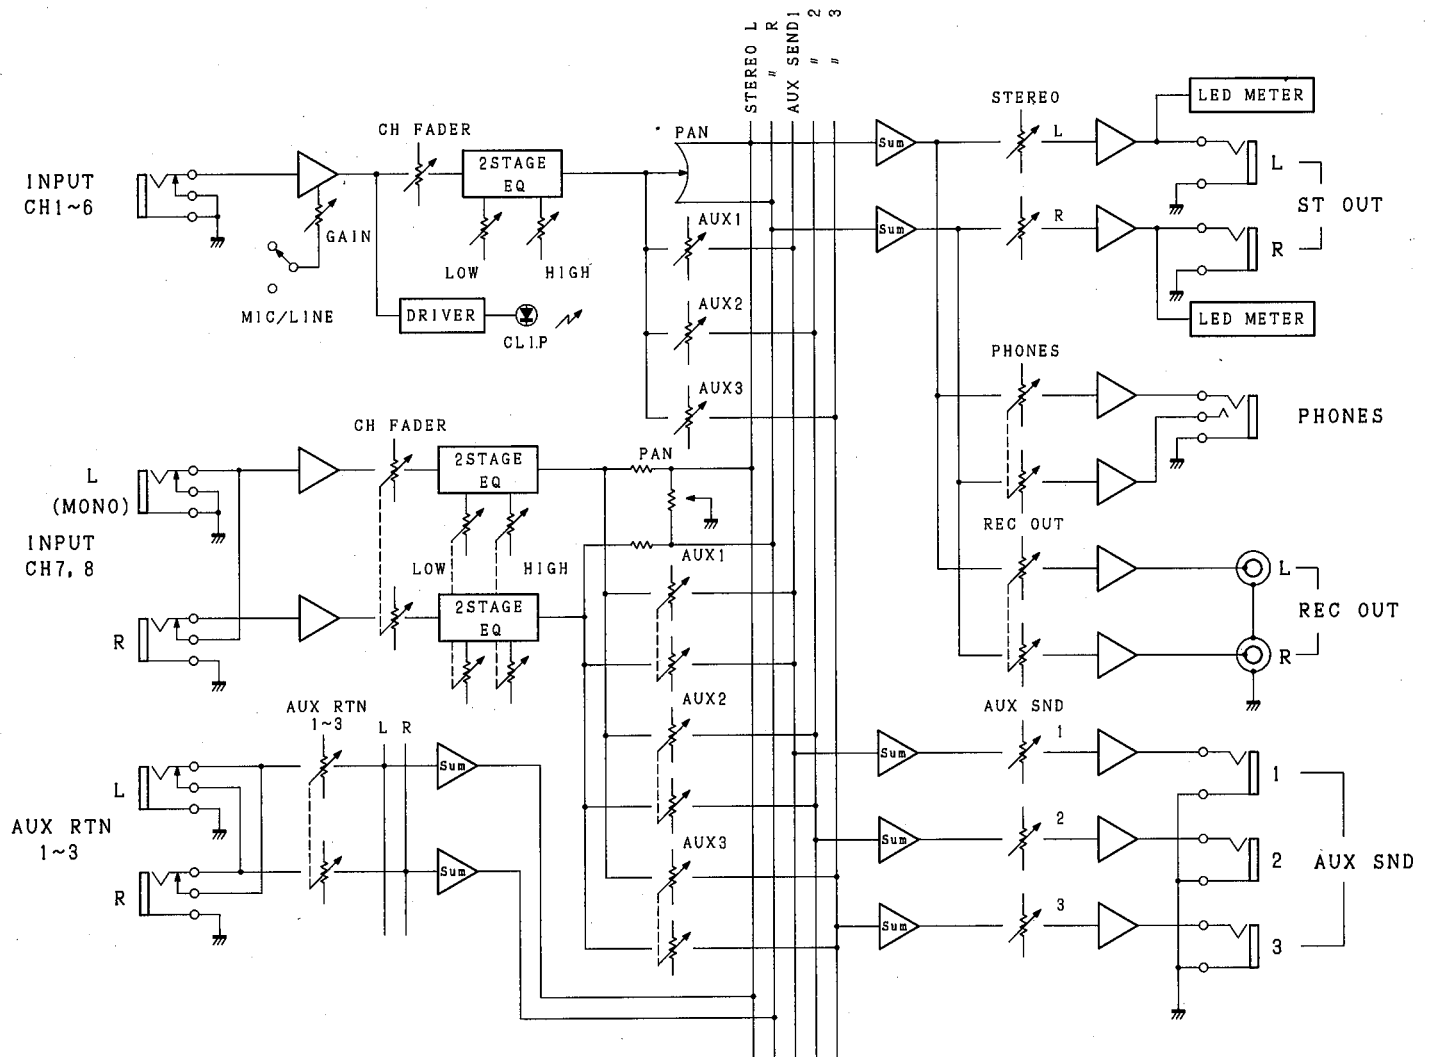 STEREO L
" R
AUX SEND1
" 2
" 3
INPUT
CH1~6
CH FADER
2STAGE
EQ
GAIN
LOW
HIGH
MIC/LINE
DRIVER
CLIP
PAN
AUX1
AUX2
AUX3
L
(MONO)
INPUT
CH7, 8
R
CH FADER
2STAGE
EQ
LOW
HIGH
2STAGE
EQ
PAN
AUX1
AUX2
AUX3
AUX RTN
1~3
L R
L
AUX RTN
1~3
R
Sum
Sum
Sum
Sum
STEREO
L
R
LED METER
L
ST OUT
R
LED METER
PHONES
PHONES
REC OUT
L
REC OUT
R
AUX SND
Sum
1
1
Sum
2
2
AUX SND
Sum
3
3